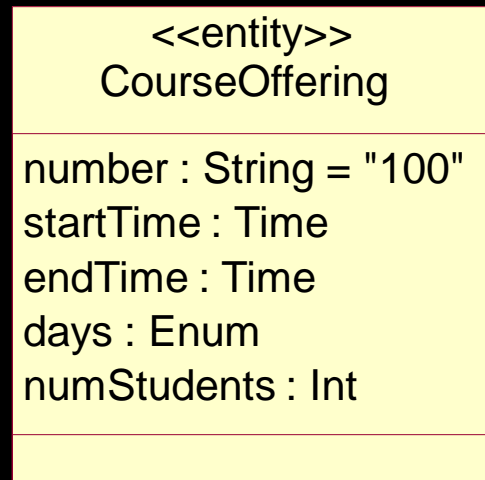 <<entity>>
CourseOffering
number : String = "100"
startTime : Time
endTime : Time
days : Enum
numStudents : Int